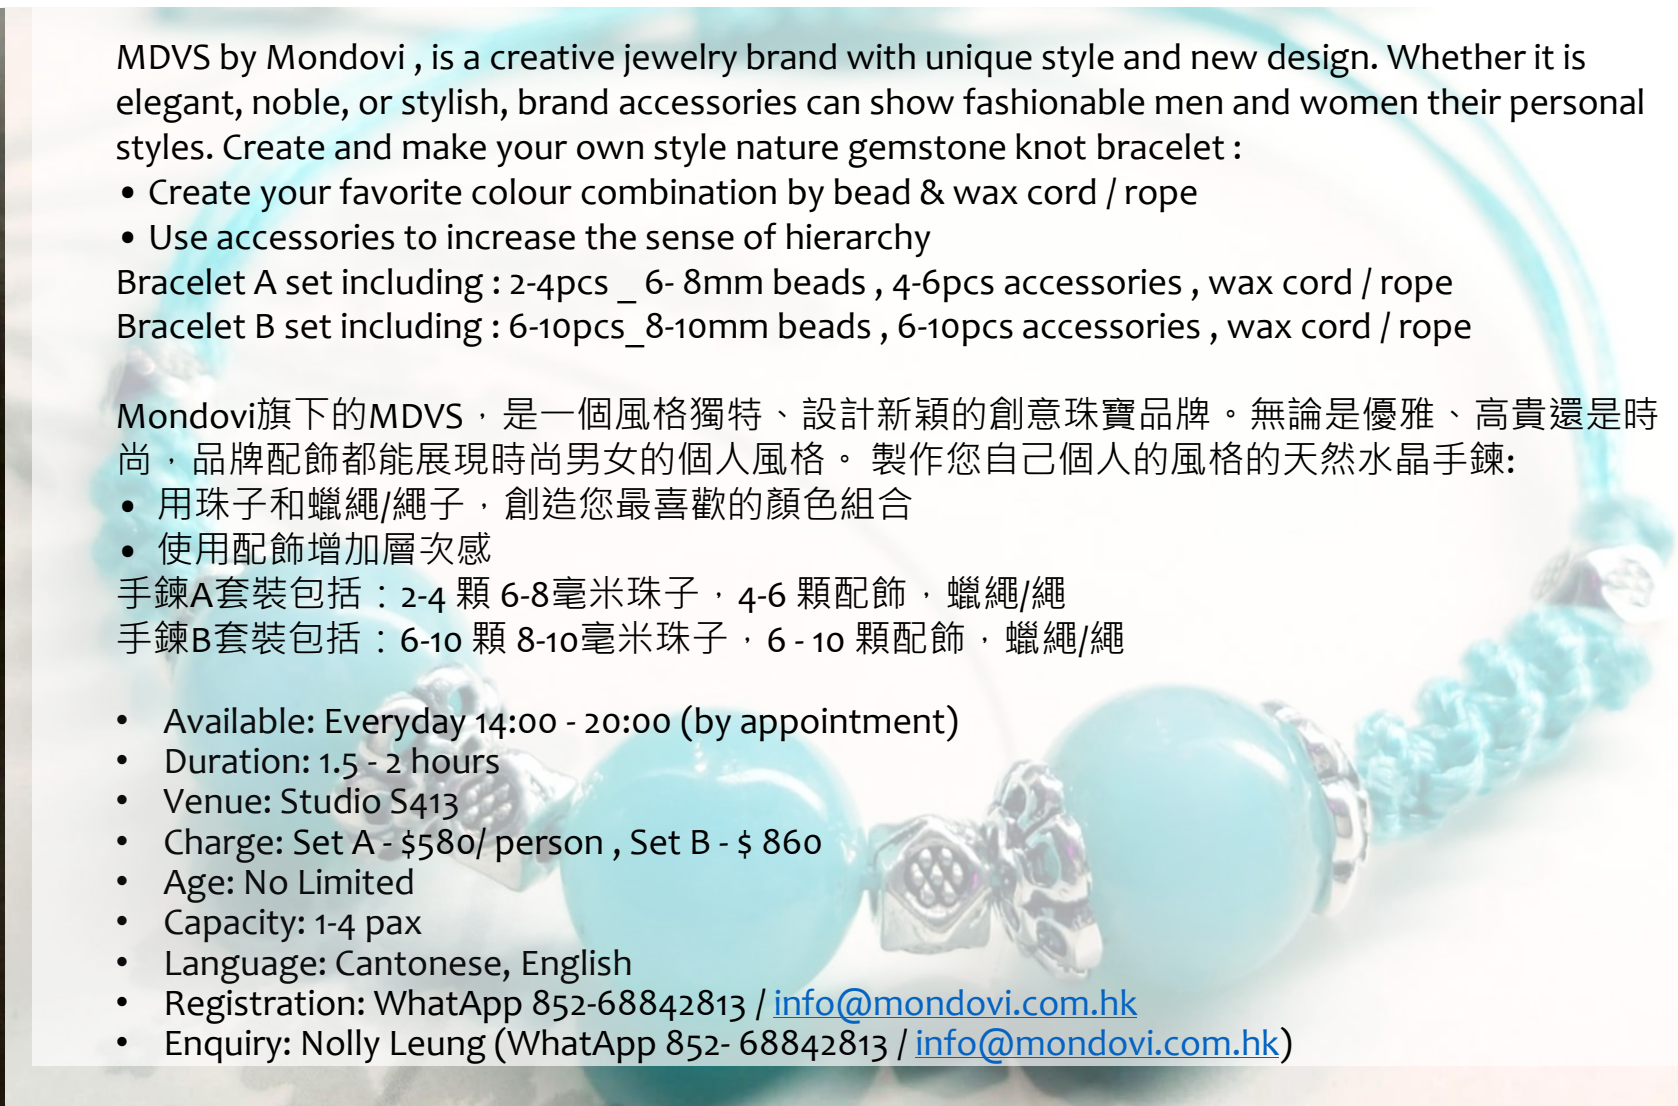 MDVS by Mondovi , is a creative jewelry brand with unique style and new design. Whether it is
elegant, noble, or stylish, brand accessories can show fashionable men and women their personal
styles. Create and make your own style nature gemstone knot bracelet :
• Create your favorite colour combination by bead & wax cord / rope
• Use accessories to increase the sense of hierarchy
Bracelet A set including : 2-4pcs _ 6- 8mm beads , 4-6pcs accessories , wax cord / rope
Bracelet B set including : 6-10pcs_8-10mm beads , 6-10pcs accessories , wax cord / rope
Mondovi旗下的MDVS，是一個風格獨特、設計新穎的創意珠寶品牌。無論是優雅、高貴還是時
尚，品牌配飾都能展現時尚男女的個人風格。 製作您自己個人的風格的天然水晶手鍊:
• 用珠子和蠟繩/繩子，創造您最喜歡的顏色組合
• 使用配飾增加層次感
手鍊A套裝包括：2-4 顆 6-8毫米珠子，4-6 顆配飾，蠟繩/繩
手鍊B套裝包括：6-10 顆 8-10毫米珠子，6 - 10 顆配飾，蠟繩/繩
• Available: Everyday 14:00 - 20:00 (by appointment)
• Duration: 1.5 - 2 hours
• Venue: Studio S413
• Charge: Set A - $580/ person , Set B - $ 860
• Age: No Limited
• Capacity: 1-4 pax
• Language: Cantonese, English
• Registration: WhatApp 852-68842813 / info@mondovi.com.hk
• Enquiry: Nolly Leung (WhatApp 852- 68842813 / info@mondovi.com.hk)